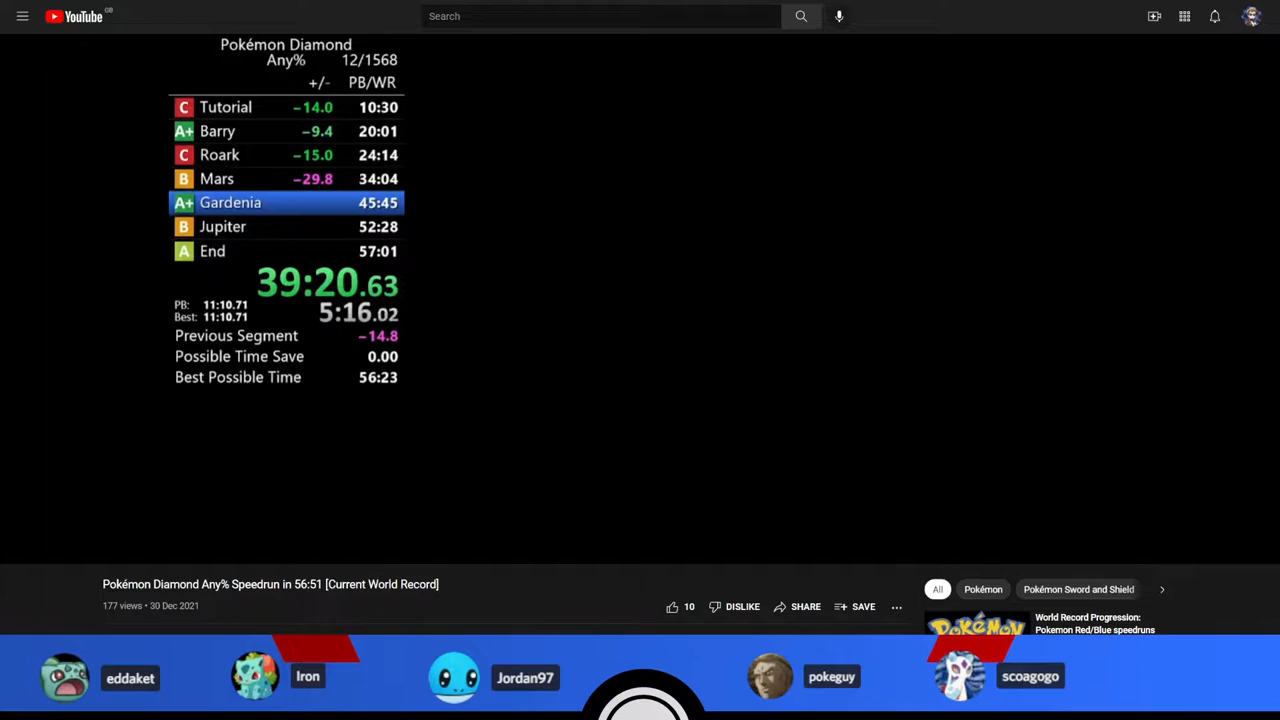 YouTube GB
Search
Pokémon Diamond
Any% 12/1568
+/- PB/WR
C Tutorial -14.0 10:30
A+ Barry -9.4 20:01
C Roark -15.0 24:14
B Mars -29.8 34:04
A+ Gardenia 45:45
B Jupiter 52:28
A End 57:01
39:20.63
PB: 11:10.71
Best: 11:10.71
5:16.02
Previous Segment -14.8
Possible Time Save 0.00
Best Possible Time 56:23
Pokémon Diamond Any% Speedrun in 56:51 [Current World Record]
177 views • 30 Dec 2021
10 DISLIKE SHARE SAVE
All Pokémon Pokémon Sword and Shield
POKéMON
World Record Progression:
Pokemon Red/Blue speedruns
eddaket Iron Jordan97 pokeguy scoagogo